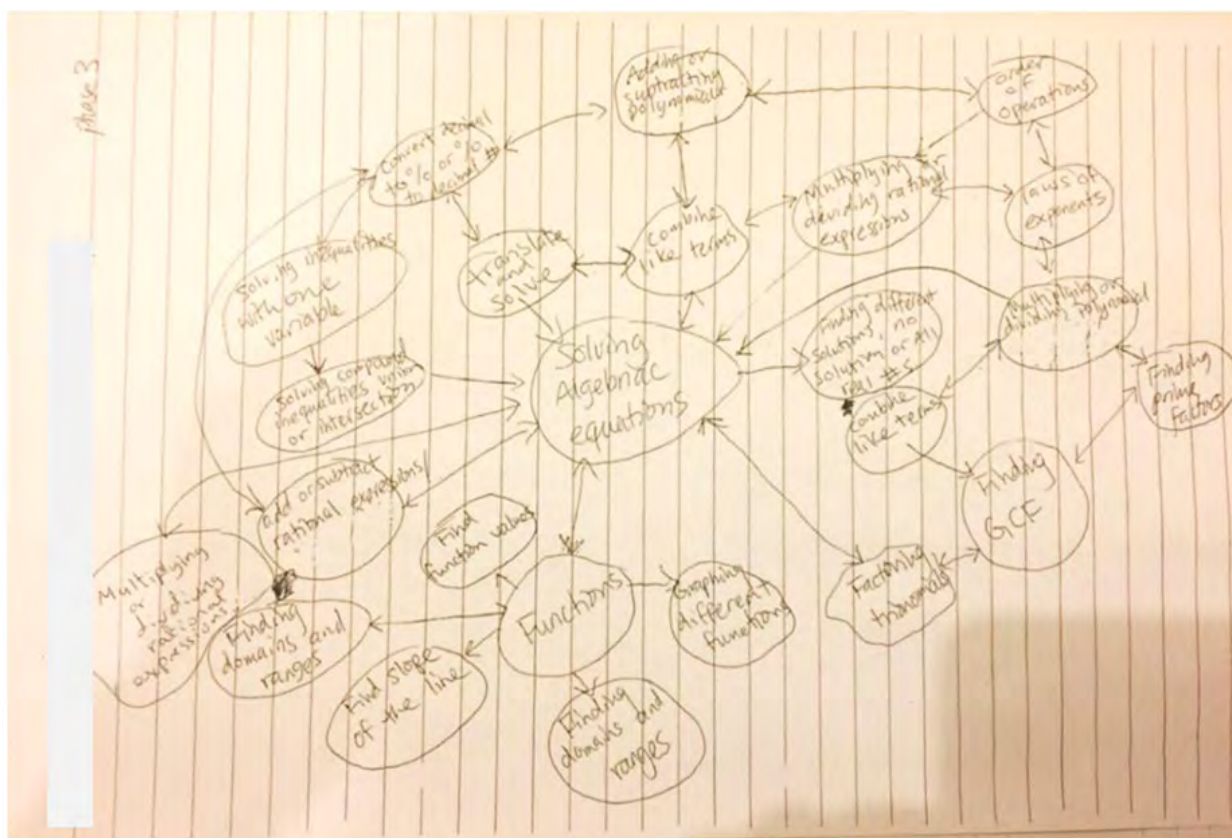 phase 3
Adding or
subtracting
polynomials
order
of
operations
Convert decimal
to % or %
to decimal #
Multiplying or
dividing rational
expressions
laws of
exponents
combine
like terms
translate
and
solve
Solving inequalities
with one
variable
Solving compound
inequalities union
or intersection
Solving
Algebriac
equations
Finding different
solutions, no
solution or All
real #s
Multiplying or
dividing polynomial
Finding
prime
factors
combine
like terms
Finding
GCF
add or subtract
rational expressions/
Find
function values
Multiplying
or
dividing
rational
expressions
Finding
domains and
ranges
Functions
Graphing
different
functions
Factoring
trinomials
Find slope
of the line
Finding
domains and
ranges